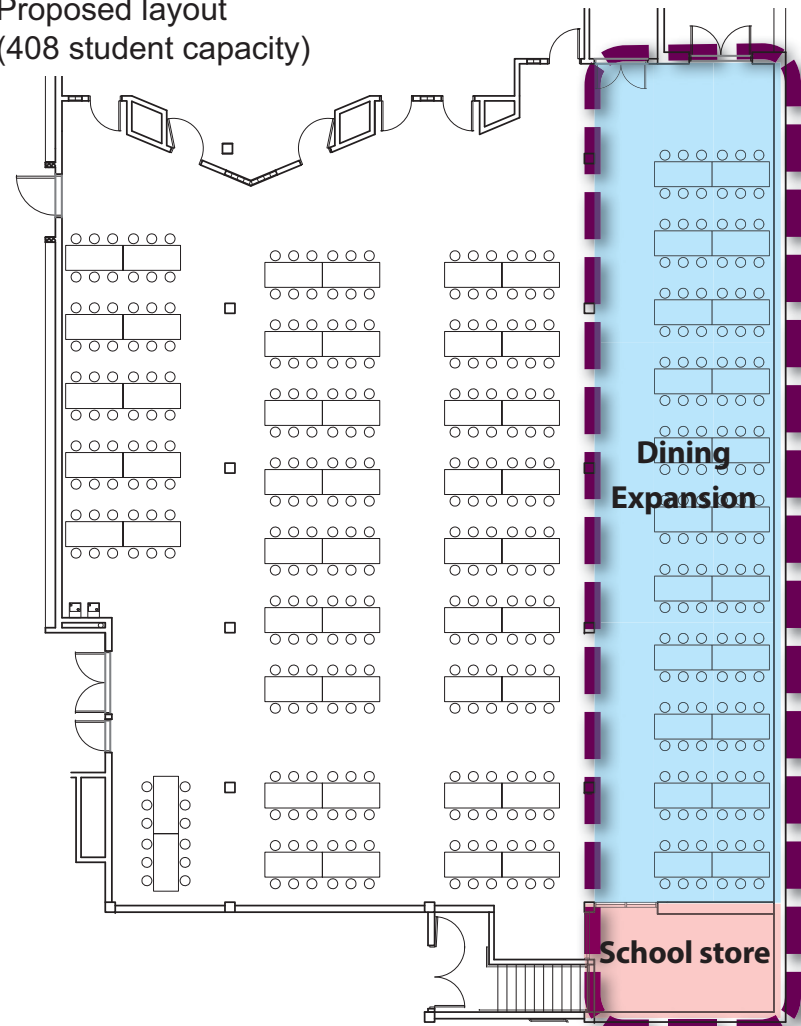 Proposed layout
(408 student capacity)
Dining
Expansion
School store